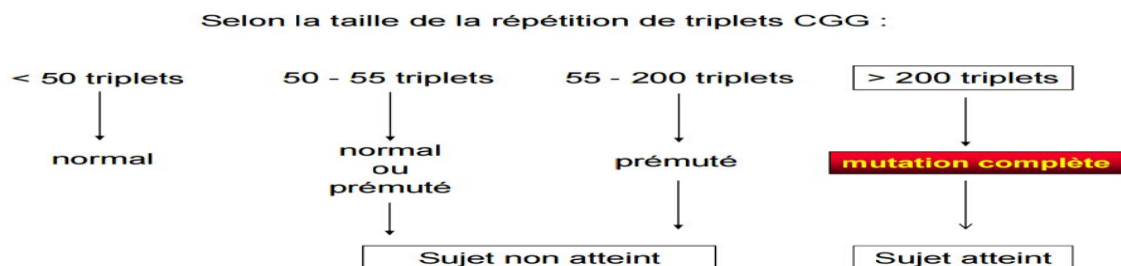 Selon la taille de la répétition de triplets CGG :
< 50 triplets
50 - 55 triplets
55 - 200 triplets
> 200 triplets
normal
normal
ou
prémuté
prémuté
mutation complète
Sujet non atteint
Sujet atteint